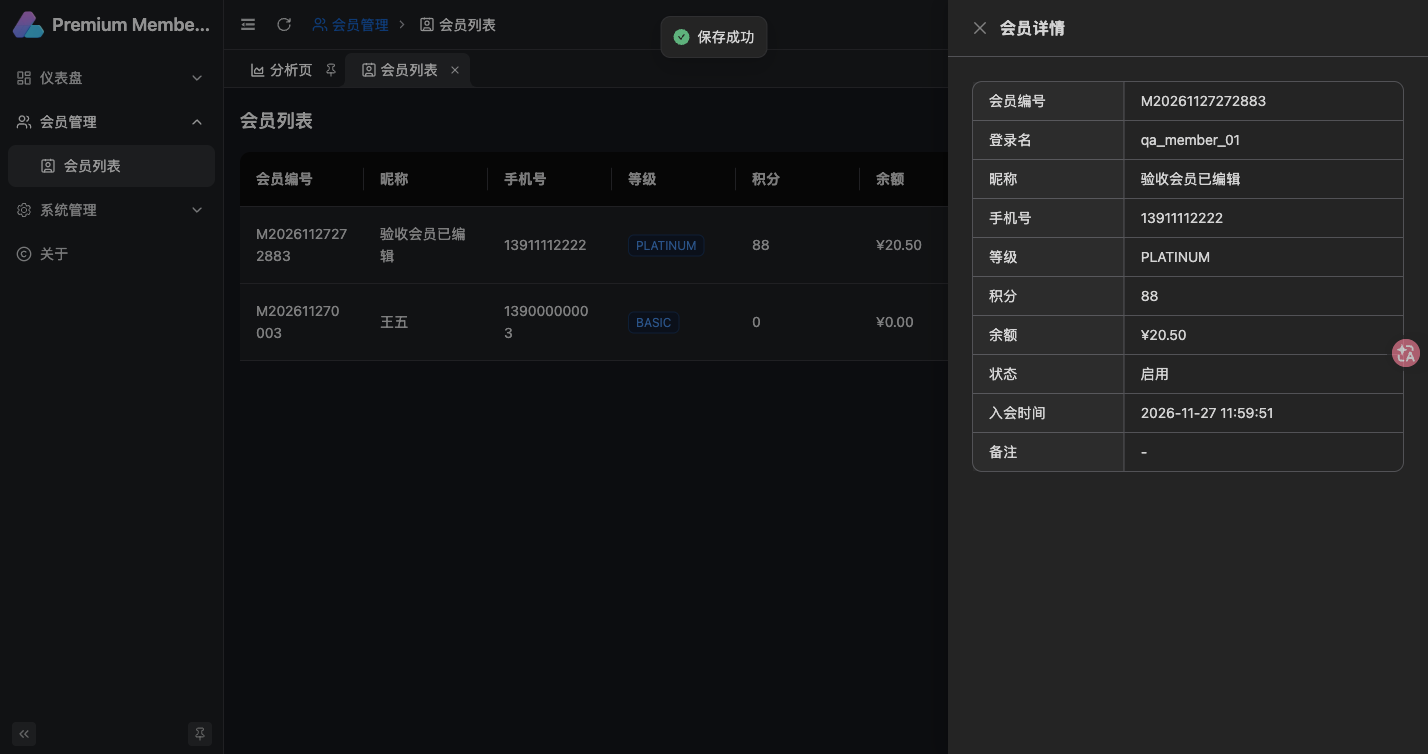 Premium Membe...
仪表盘
会员管理
会员列表
系统管理
© 关于
会员管理 > 会员列表
保存成功
分析页
会员列表 ×
会员列表
会员编号 昵称 手机号 等级 积分 余额
M2026112727
2883
验收会员已编
辑
13911112222
PLATINUM
88
¥20.50
M202611270
003
王五
1390000000
3
BASIC
0
¥0.00
会员详情
会员编号 M20261127272883
登录名 qa_member_01
昵称 验收会员已编辑
手机号 13911112222
等级 PLATINUM
积分 88
余额 ¥20.50
状态 启用
入会时间 2026-11-27 11:59:51
备注 -